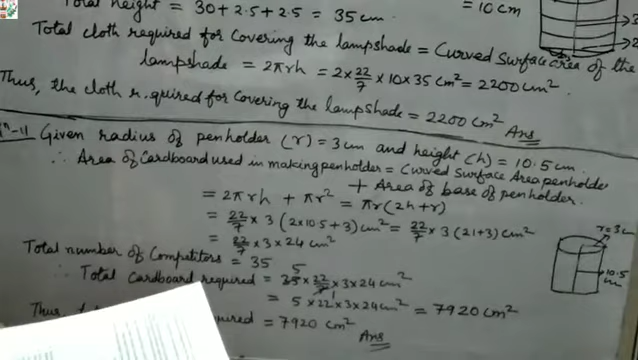 Total height = 30 + 2.5 + 2.5 = 35 cm.
= 10 cm
Total cloth required for covering the lampshade = Curved surface area of the
lampshade = 2πrh = 2 × 22/7 × 10 × 35 cm² = 2200 cm².
Thus, the cloth required for covering the lampshade = 2200 cm² Ans
3
2
Given radius of penholder (r) = 3 cm and height (h) = 10.5 cm.
∴ Area of Cardboard used in making penholder = Curved Surface Area penholder
+ Area of base of penholder.
= 2πrh + πr² = πr(2h+r)
= 22/7 × 3 (2×10.5+3) cm² = 22/7 × 3 (21+3) cm²
= 22/7 × 3 × 24 cm²
r = 3 cm
10.5 cm
Total number of Competitors = 35
∴ Total Cardboard required = 35 × 22/7 × 3 × 24 cm²
5
1
= 5 × 22 × 3 × 24 cm² = 7920 cm²
Thus,
= 7920 cm²
Ans